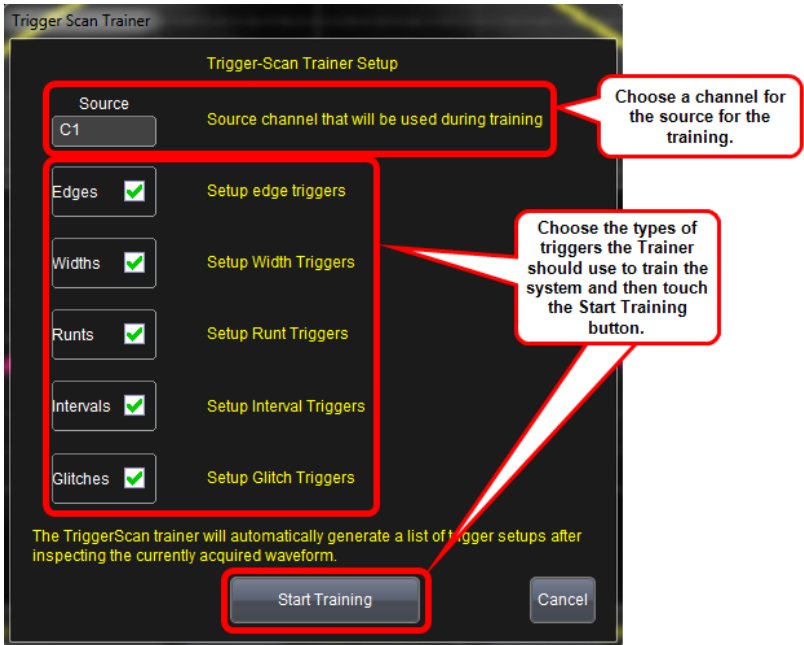 Trigger Scan Trainer
Trigger-Scan Trainer Setup
Source
C1
Source channel that will be used during training
Choose a channel for
the source for the
training.
Edges
Setup edge triggers
Widths
Setup Width Triggers
Runts
Setup Runt Triggers
Intervals
Setup Interval Triggers
Glitches
Setup Glitch Triggers
Choose the types of
triggers the Trainer
should use to train the
system and then touch
the Start Training
button.
The TriggerScan trainer will automatically generate a list of trigger setups after
inspecting the currently acquired waveform.
Start Training
Cancel